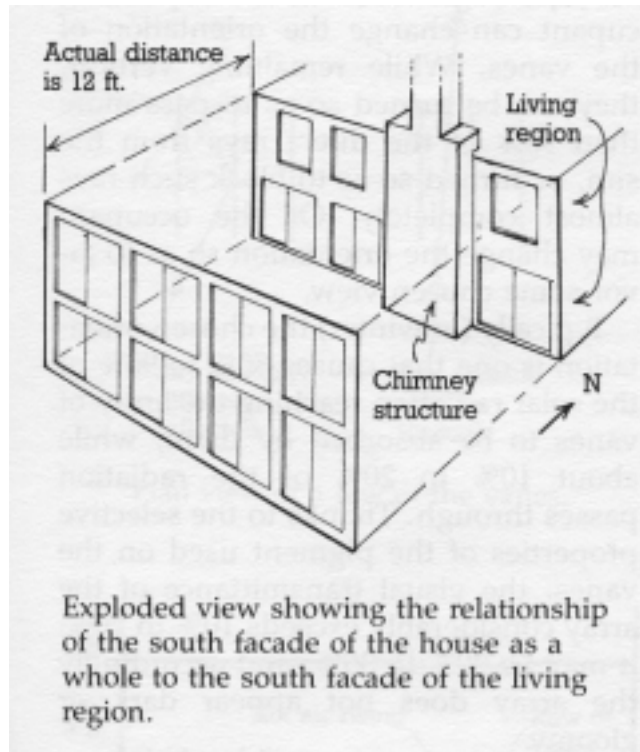 Actual distance
is 12 ft.
Living
region
Chimney
structure
N
Exploded view showing the relationship
of the south facade of the house as a
whole to the south facade of the living
region.